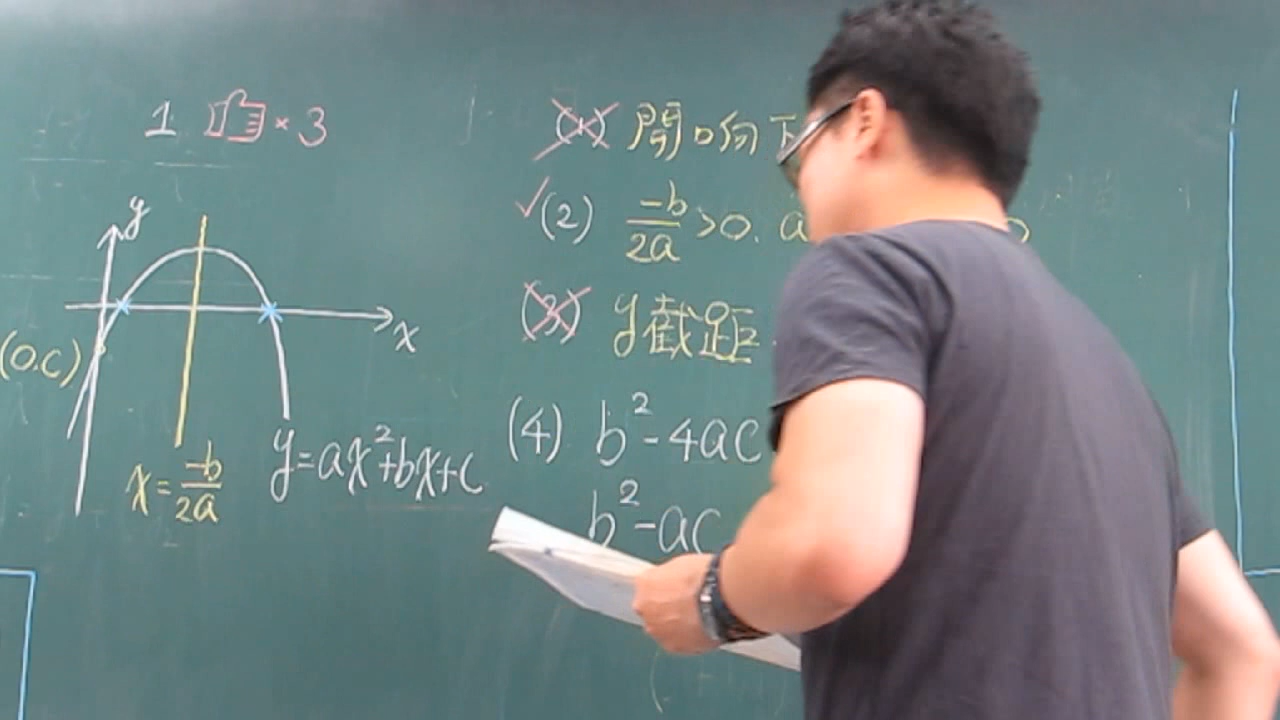 1 × 3
y
x
(0.c)
x = -b/2a
y=ax²+bx+c
(1) 開口向下
(2) -b/2a >0. a
(3) y截距
(4) b²-4ac
b²-ac